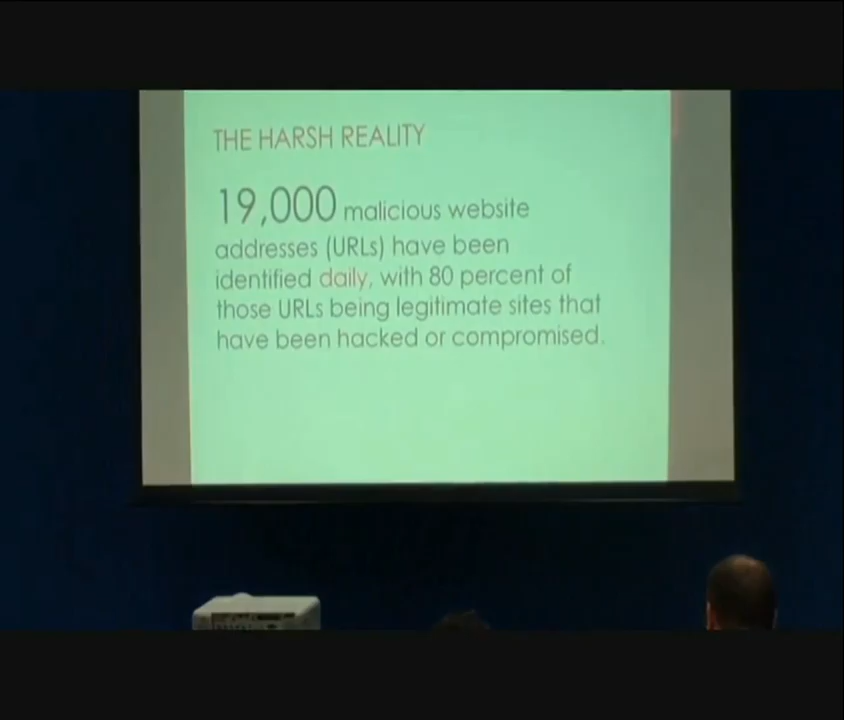 THE HARSH REALITY
19,000 malicious website
addresses (URLs) have been
identified daily, with 80 percent of
those URLs being legitimate sites that
have been hacked or compromised.